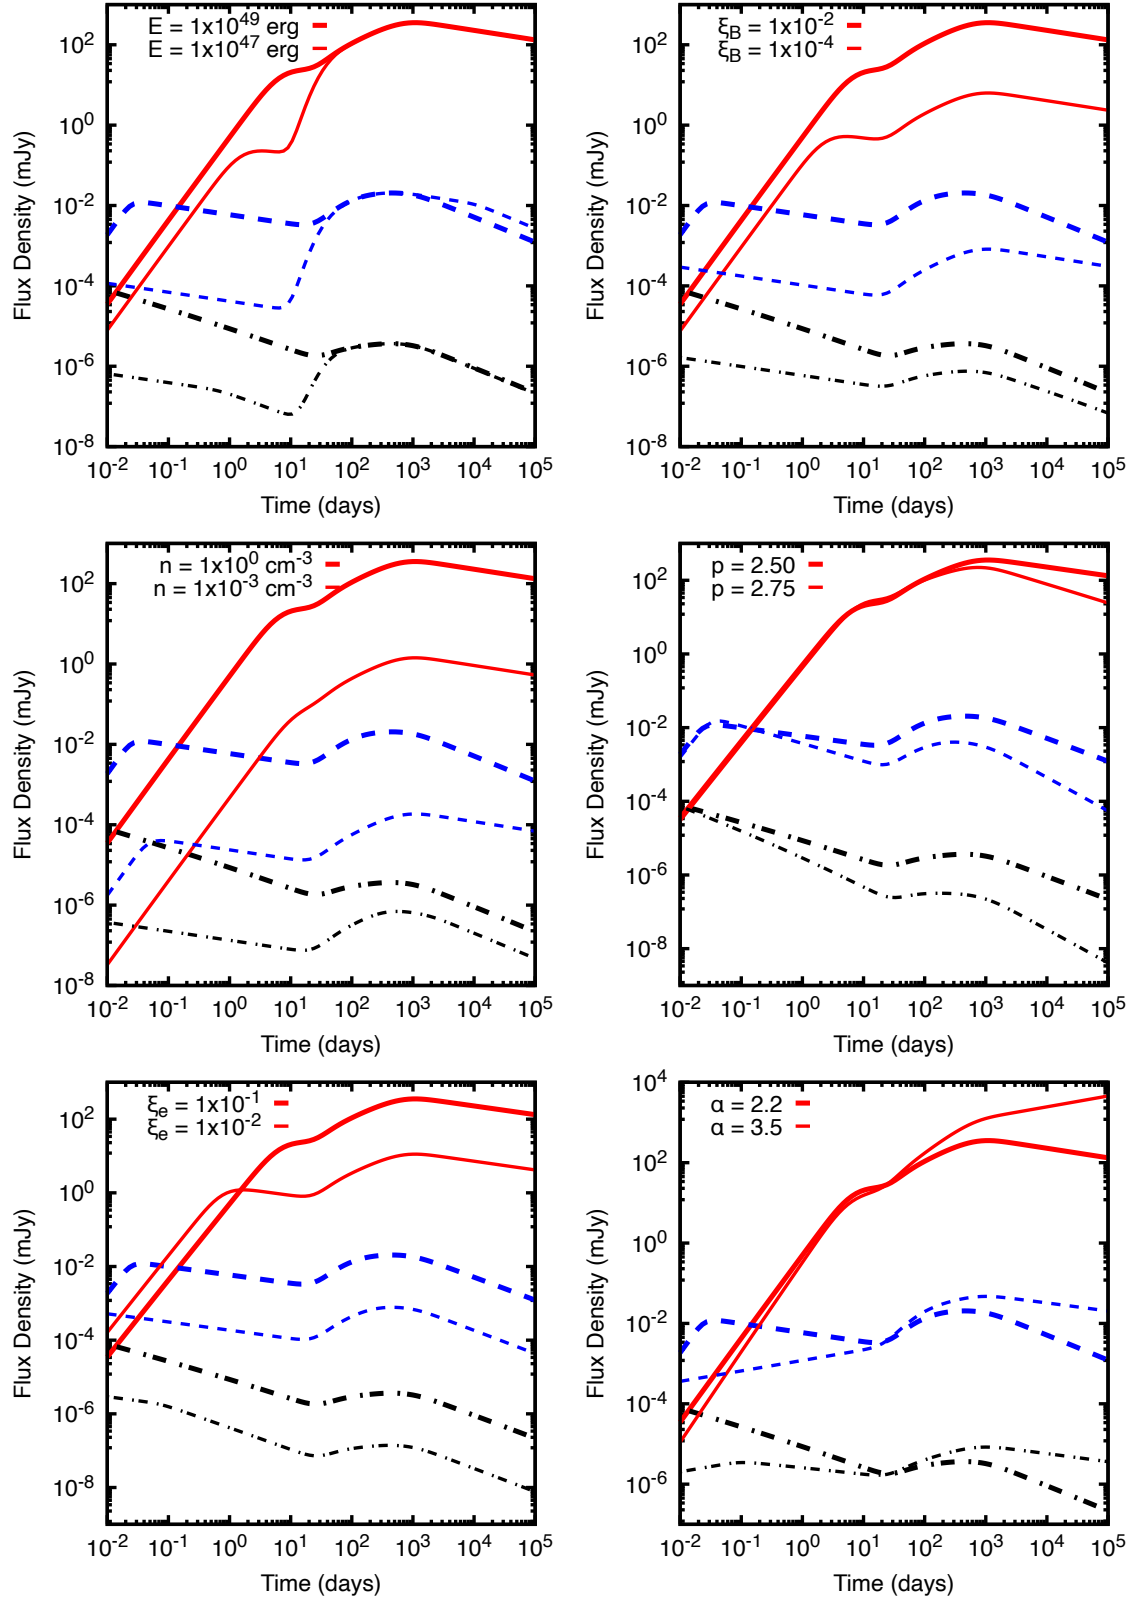 E = 1x10^49 erg
E = 1x10^47 erg
Flux Density (mJy)
10^2
10^0
10^-2
10^-4
10^-6
10^-8
10^-2 10^-1 10^0 10^1 10^2 10^3 10^4 10^5
Time (days)
ξ_B = 1x10^-2
ξ_B = 1x10^-4
Flux Density (mJy)
10^2
10^0
10^-2
10^-4
10^-6
10^-8
10^-2 10^-1 10^0 10^1 10^2 10^3 10^4 10^5
Time (days)
n = 1x10^0 cm^-3
n = 1x10^-3 cm^-3
Flux Density (mJy)
10^2
10^0
10^-2
10^-4
10^-6
10^-8
10^-2 10^-1 10^0 10^1 10^2 10^3 10^4 10^5
Time (days)
p = 2.50
p = 2.75
Flux Density (mJy)
10^2
10^0
10^-2
10^-4
10^-6
10^-8
10^-2 10^-1 10^0 10^1 10^2 10^3 10^4 10^5
Time (days)
ξ_e = 1x10^-1
ξ_e = 1x10^-2
Flux Density (mJy)
10^2
10^0
10^-2
10^-4
10^-6
10^-8
10^-2 10^-1 10^0 10^1 10^2 10^3 10^4 10^5
Time (days)
α = 2.2
α = 3.5
Flux Density (mJy)
10^4
10^2
10^0
10^-2
10^-4
10^-6
10^-2 10^-1 10^0 10^1 10^2 10^3 10^4 10^5
Time (days)